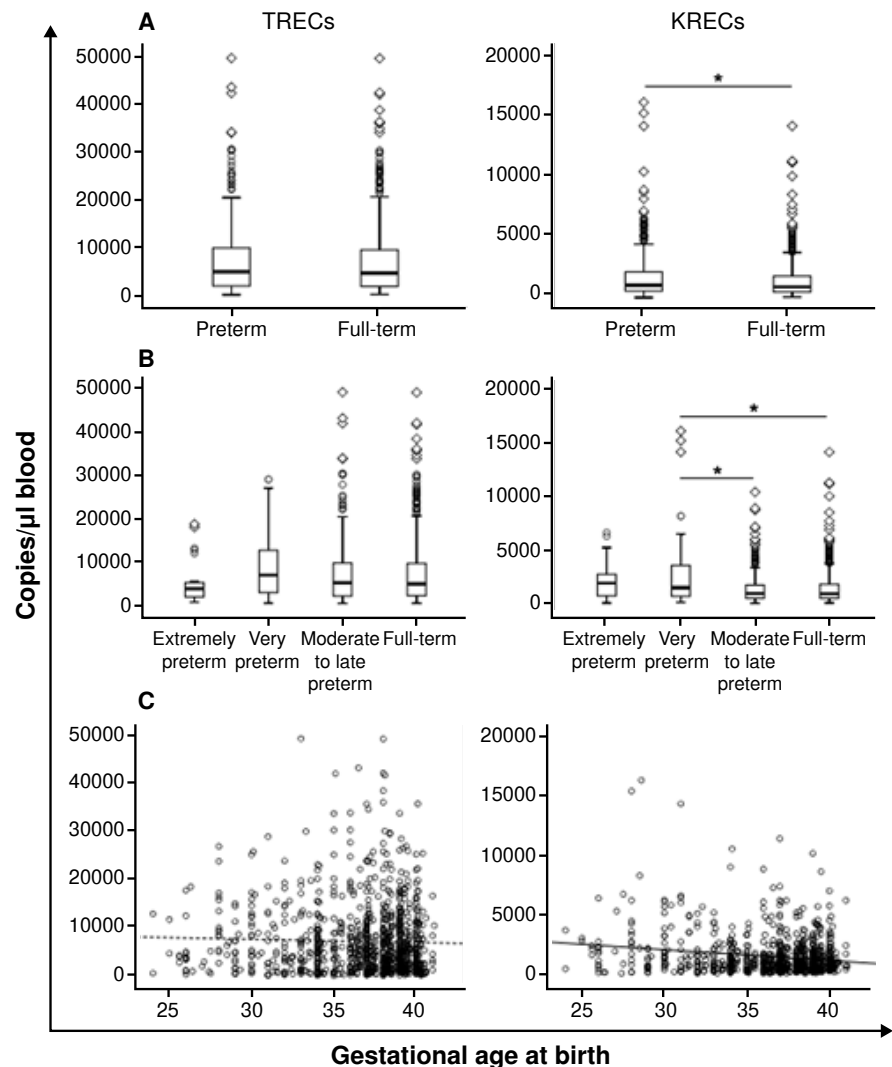 A TRECs KRECs
50000
40000
30000
20000
10000
0
Preterm Full-term
20000
15000
10000
5000
0
*
Preterm Full-term
B
50000
40000
30000
20000
10000
0
Extremely Very Moderate Full-term
preterm preterm to late
preterm
20000
15000
10000
5000
0
*
*
Extremely Very Moderate Full-term
preterm preterm to late
preterm
C
50000
40000
30000
20000
10000
0
25 30 35 40
20000
15000
10000
5000
0
25 30 35 40
Copies/µl blood
Gestational age at birth